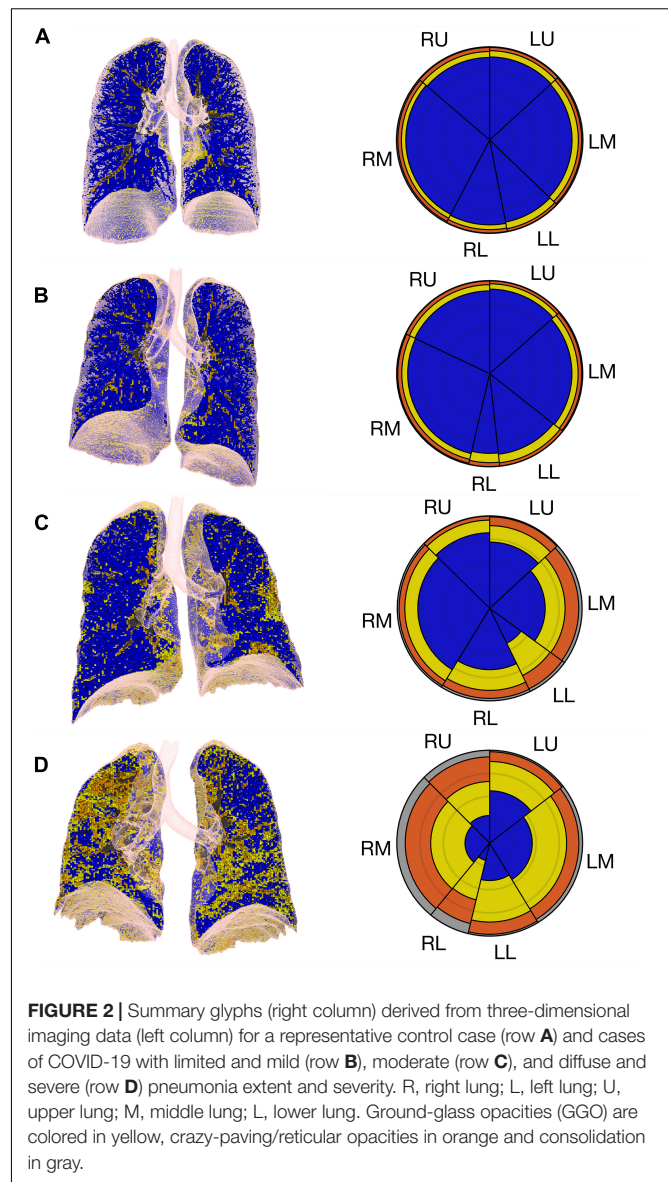 A
RU LU
RM LM
RL LL
B
RU LU
RM LM
RL LL
C
RU LU
RM LM
RL LL
D
RU LU
RM LM
RL LL
FIGURE 2 | Summary glyphs (right column) derived from three-dimensional
imaging data (left column) for a representative control case (row A) and cases
of COVID-19 with limited and mild (row B), moderate (row C), and diffuse and
severe (row D) pneumonia extent and severity. R, right lung; L, left lung; U,
upper lung; M, middle lung; L, lower lung. Ground-glass opacities (GGO) are
colored in yellow, crazy-paving/reticular opacities in orange and consolidation
in gray.